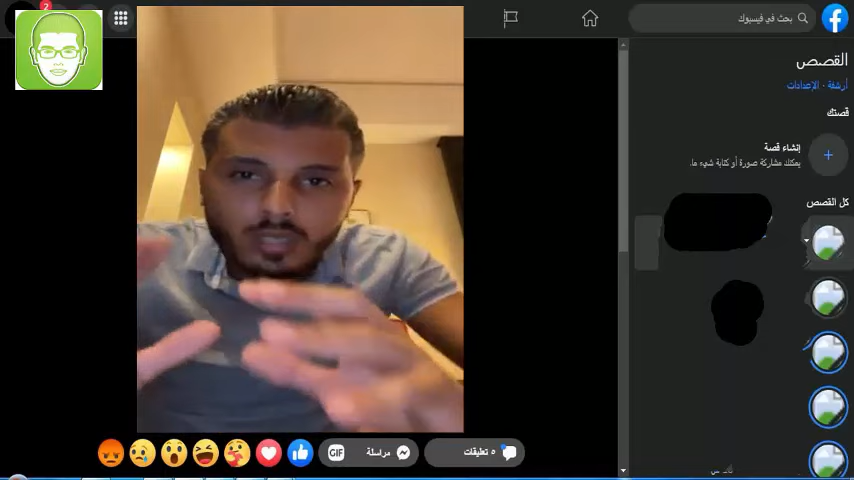 2
بحث في فيسبوك
القصص
أرشفة · الإعدادات
قصتك
إنشاء قصة
يمكنك مشاركة صورة أو كتابة شيء ما.
كل القصص
٥ تعليقات
مراسلة
GIF